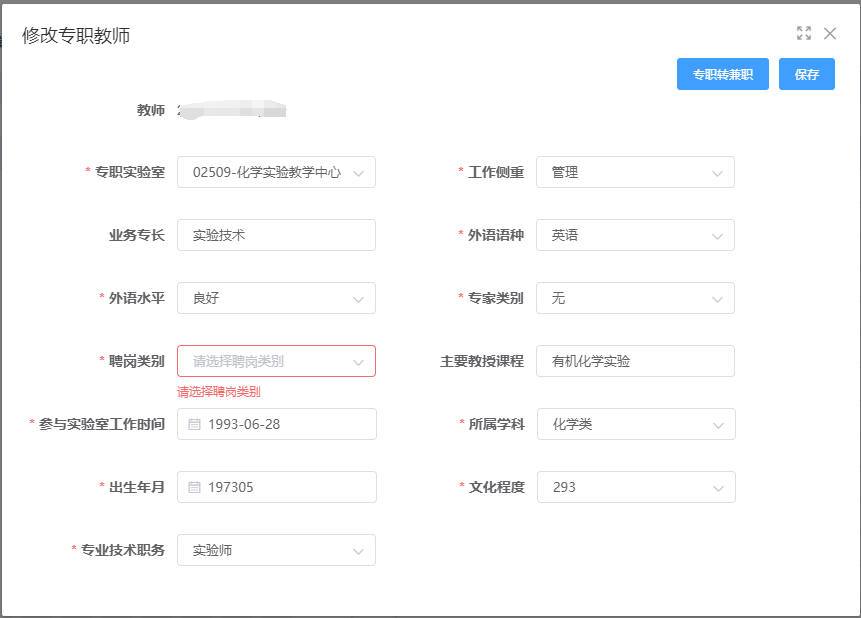 修改专职教师
专职转兼职 保存
教师
* 专职实验室 02509-化学实验教学中心 * 工作侧重 管理
业务专长 实验技术 * 外语语种 英语
* 外语水平 良好 * 专家类别 无
* 聘岗类别 请选择聘岗类别 主要教授课程 有机化学实验
请选择聘岗类别
* 参与实验室工作时间 1993-06-28 * 所属学科 化学类
* 出生年月 197305 * 文化程度 293
* 专业技术职务 实验师